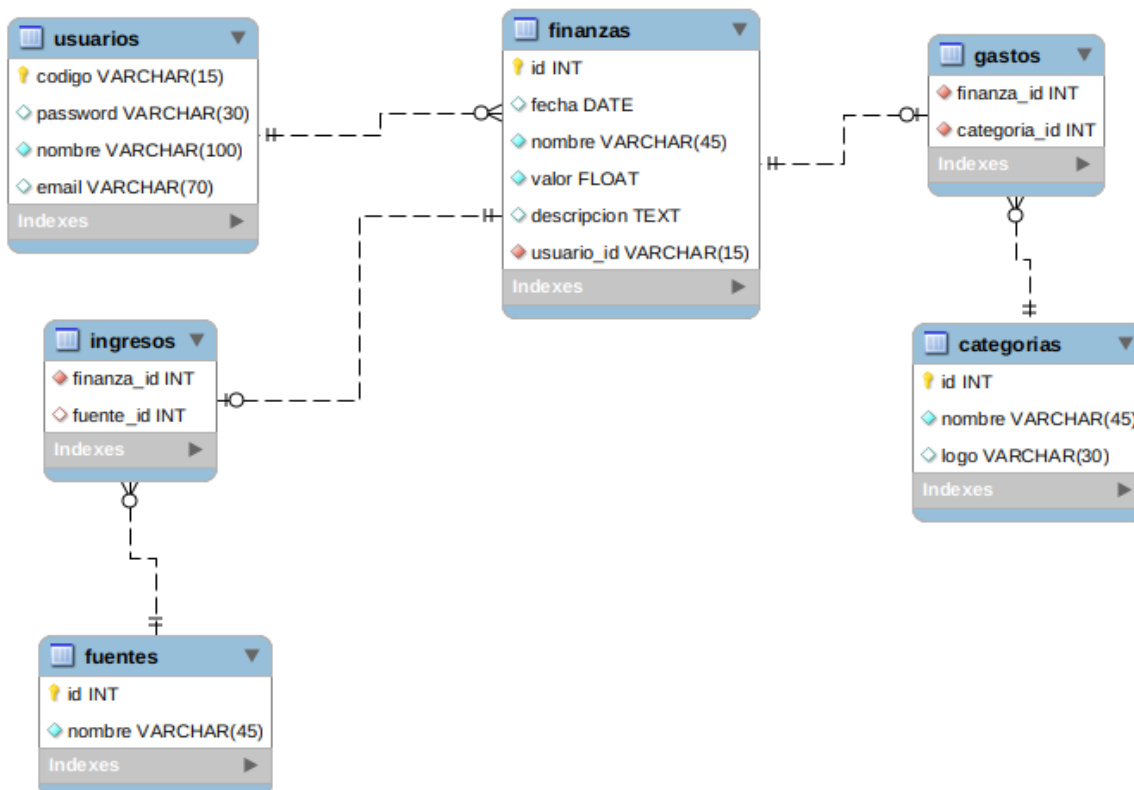 usuarios
codigo VARCHAR(15)
password VARCHAR(30)
nombre VARCHAR(100)
email VARCHAR(70)
Indexes
finanzas
id INT
fecha DATE
nombre VARCHAR(45)
valor FLOAT
descripcion TEXT
usuario_id VARCHAR(15)
Indexes
gastos
finanza_id INT
categoria_id INT
Indexes
ingresos
finanza_id INT
fuente_id INT
Indexes
categorias
id INT
nombre VARCHAR(45)
logo VARCHAR(30)
Indexes
fuentes
id INT
nombre VARCHAR(45)
Indexes